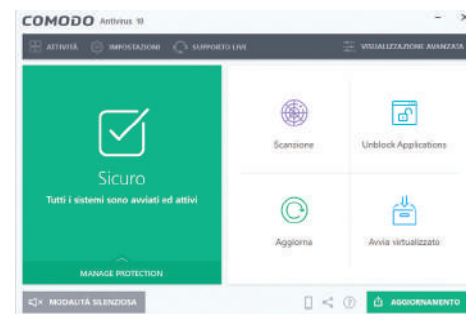 COMODO Antivirus 10
ATTIVITÀ IMPOSTAZIONI SUPPORTO LIVE VISUALIZZAZIONE AVANZATA
Sicuro
Tutti i sistemi sono avviati ed attivi
MANAGE PROTECTION
Scansione Unblock Applications
Aggiorna Avvia virtualizzato
MODALITÀ SILENZIOSA AGGIORNAMENTO